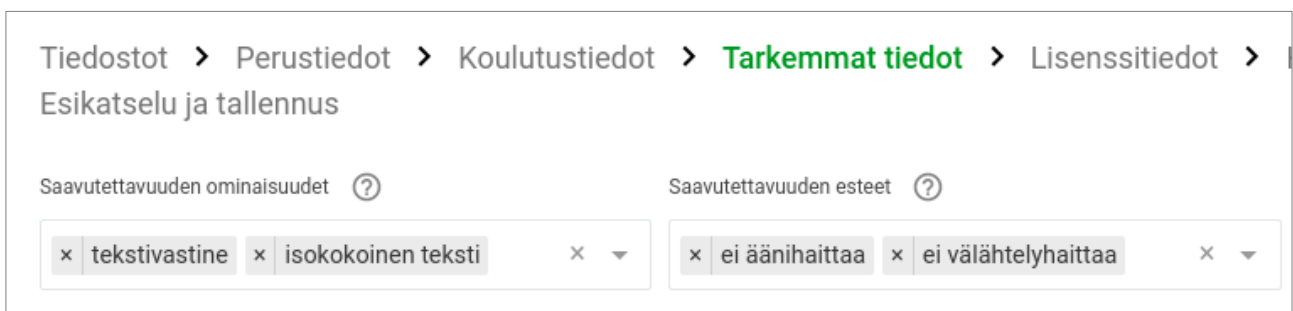 Tiedostot > Perustiedot > Koulutustiedot > Tarkemmat tiedot > Lisenssitiedot >
Esikatselu ja tallennus
Saavutettavuuden ominaisuudet ? Saavutettavuuden esteet ?
× tekstivastine × isokokoinen teksti × × ei äänihaittaa × ei välähtelyhaittaa ×